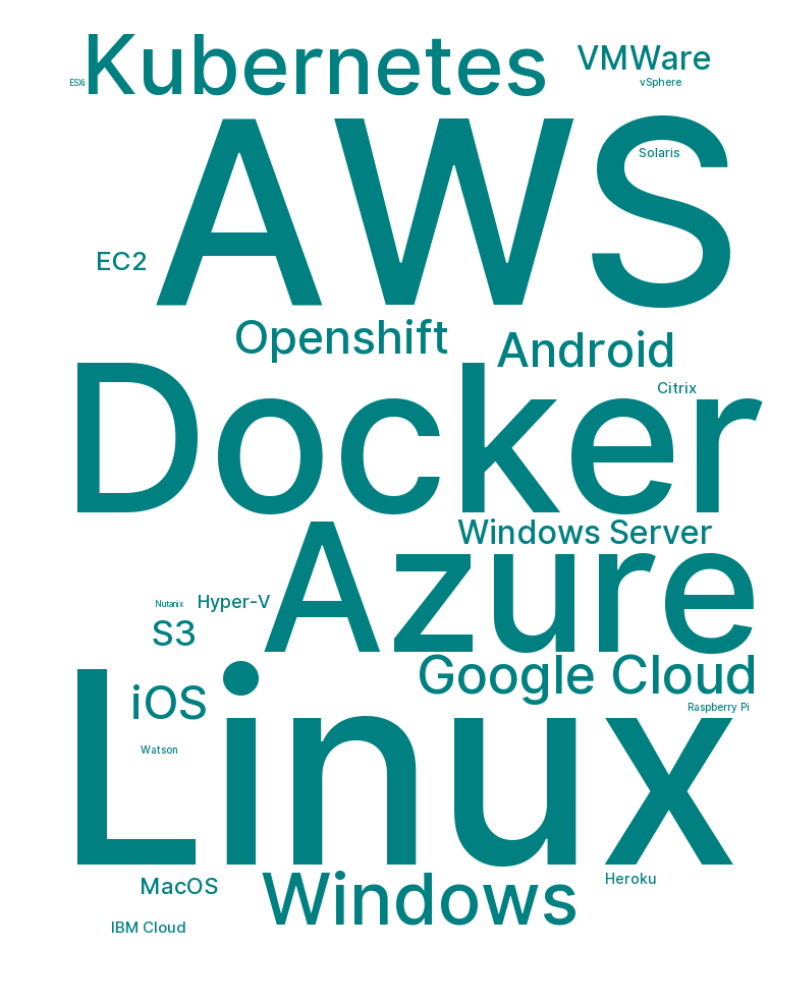 Kubernetes
VMWare
ESXi
vSphere
AWS
Solaris
EC2
Openshift
Android
Citrix
Docker
Windows Server
Azure
Nutanix
Hyper-V
S3
Google Cloud
iOS
Raspberry Pi
Linux
Watson
MacOS
Windows
Heroku
IBM Cloud